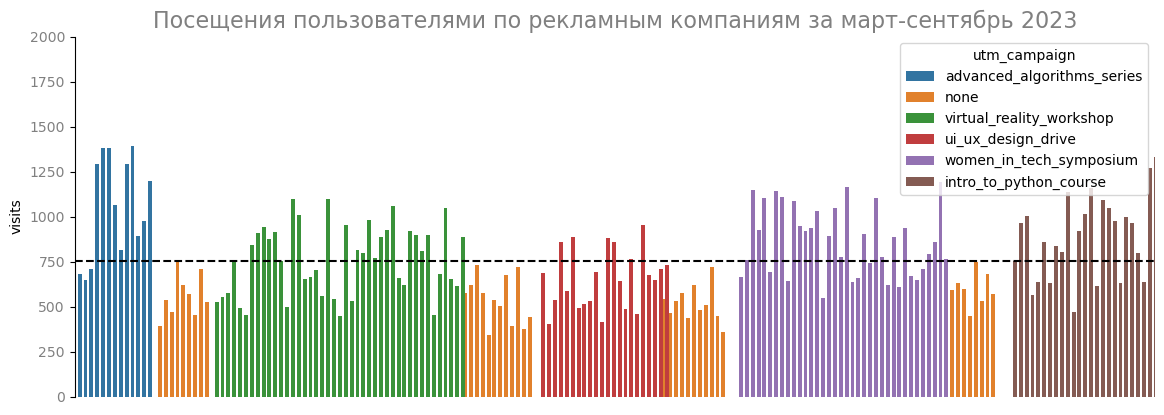 Посещения пользователями по рекламным компаниям за март-сентябрь 2023
2000
1750
1500
1250
1000
750
500
250
0
visits
utm_campaign
advanced_algorithms_series
none
virtual_reality_workshop
ui_ux_design_drive
women_in_tech_symposium
intro_to_python_course